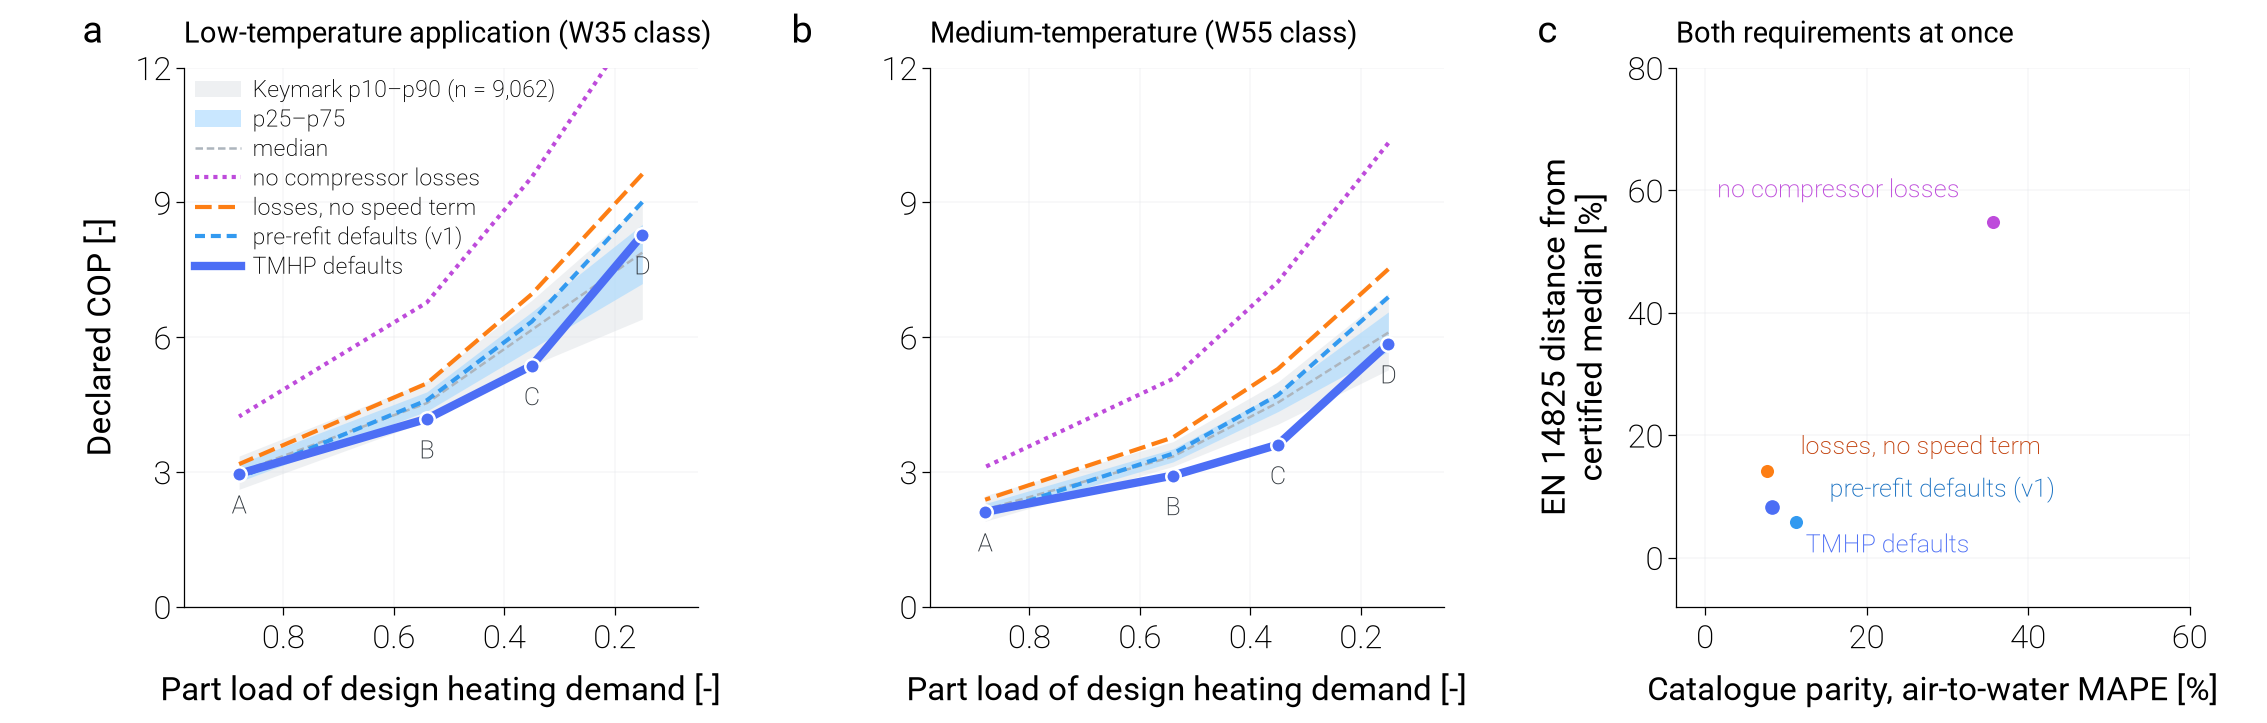 a
Low-temperature application (W35 class)
12
9
6
3
0
Declared COP [-]
Keymark p10–p90 (n = 9,062)
p25–p75
median
no compressor losses
losses, no speed term
pre-refit defaults (v1)
TMHP defaults
A
B
C
D
0.8
0.6
0.4
0.2
Part load of design heating demand [-]
b
Medium-temperature (W55 class)
12
9
6
3
0
A
B
C
D
0.8
0.6
0.4
0.2
Part load of design heating demand [-]
c
Both requirements at once
80
60
40
20
0
EN 14825 distance from
certified median [%]
no compressor losses
losses, no speed term
pre-refit defaults (v1)
TMHP defaults
0
20
40
60
Catalogue parity, air-to-water MAPE [%]